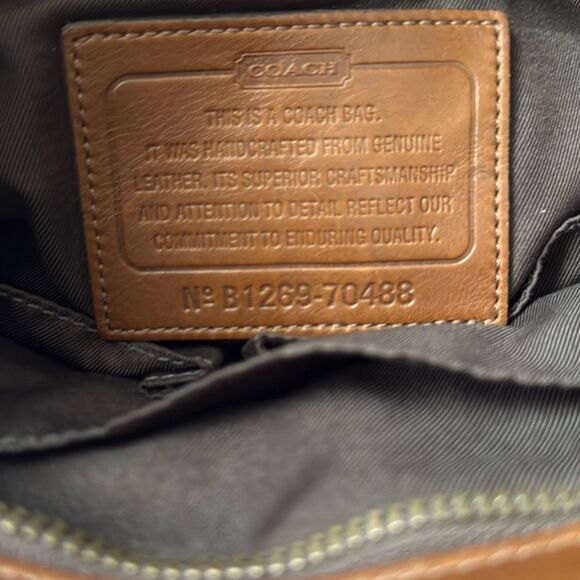 COACH
THIS IS A COACH BAG.
IT WAS HANDCRAFTED FROM GENUINE
LEATHER. ITS SUPERIOR CRAFTSMANSHIP
AND ATTENTION TO DETAIL REFLECT OUR
COMMITMENT TO ENDURING QUALITY.
Nº B1269-70488